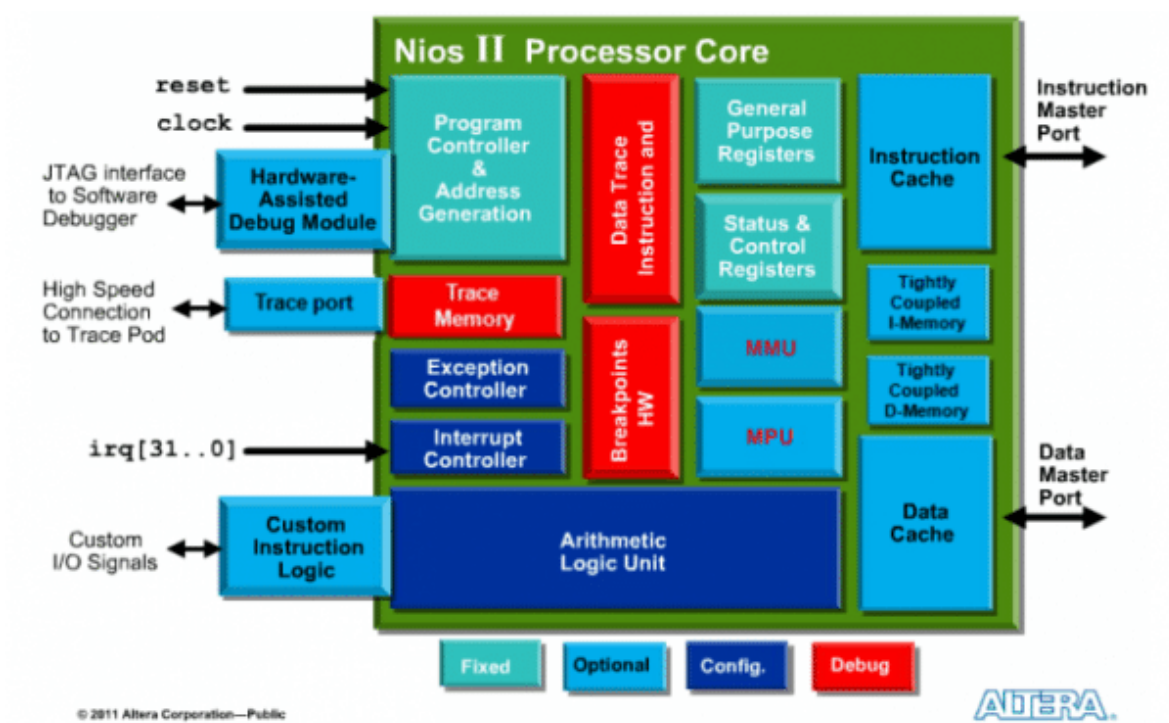 Nios II Processor Core
reset
clock
JTAG interface
to Software
Debugger
Hardware-
Assisted
Debug Module
Program
Controller
&
Address
Generation
Data Trace
Instruction and
General
Purpose
Registers
Instruction
Cache
Instruction
Master
Port
Status &
Control
Registers
High Speed
Connection
to Trace Pod
Trace port
Trace
Memory
Tightly
Coupled
I-Memory
Exception
Controller
Breakpoints
HW
MMU
Tightly
Coupled
D-Memory
irq[31..0]
Interrupt
Controller
MPU
Data
Master
Port
Custom
I/O Signals
Custom
Instruction
Logic
Arithmetic
Logic Unit
Data
Cache
Fixed
Optional
Config.
Debug
© 2011 Altera Corporation—Public
ALTERA.